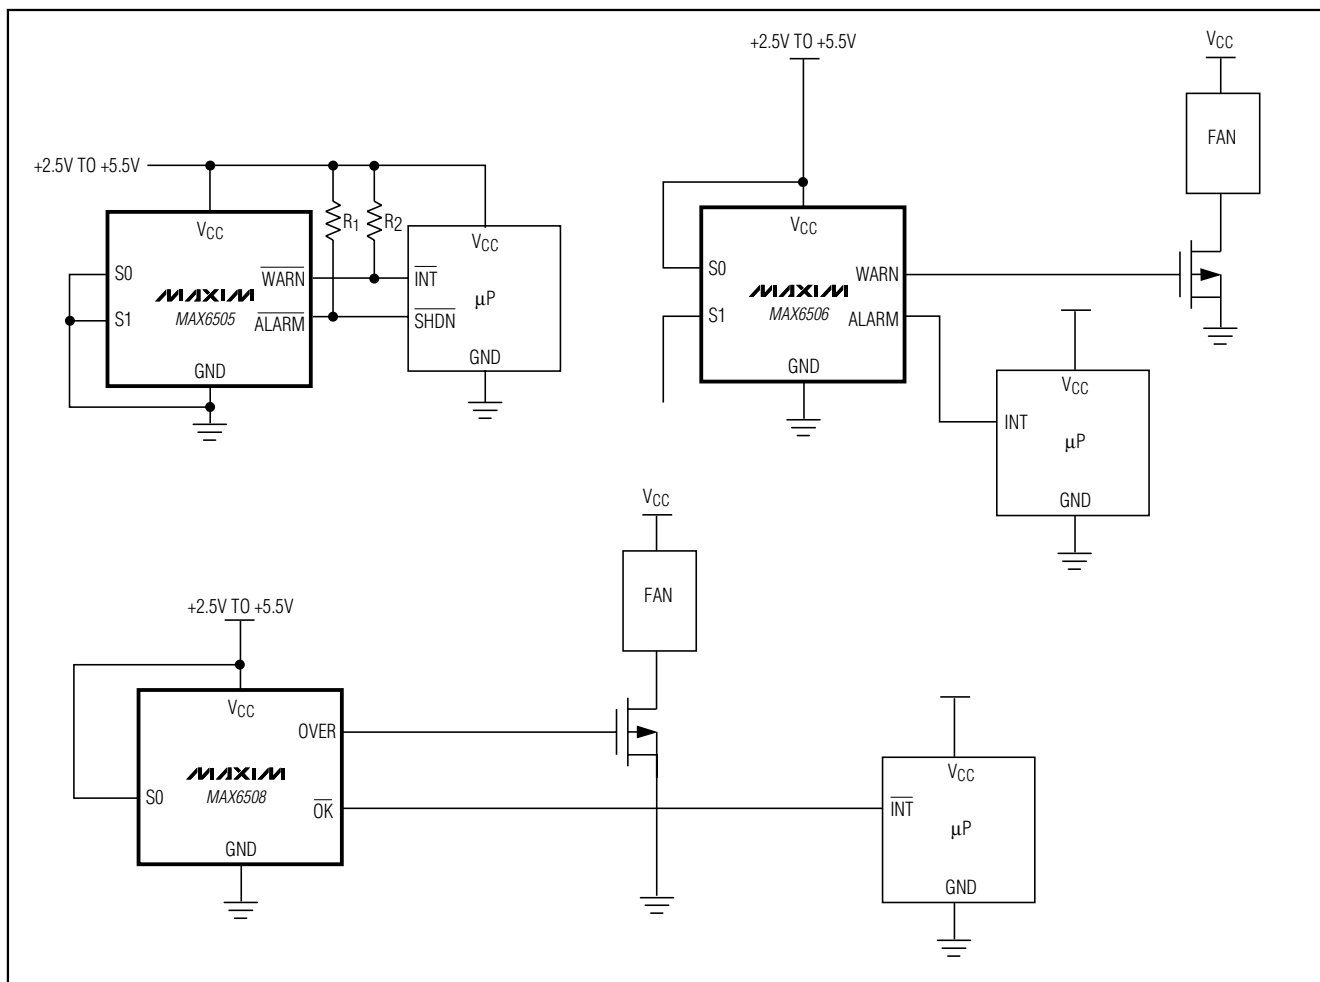 +2.5V TO +5.5V
VCC
FAN
+2.5V TO +5.5V
VCC
S0
S1
WARN
ALARM
MAXIM
MAX6505
GND
R1
R2
VCC
INT
SHDN
μP
GND
VCC
S0
S1
WARN
ALARM
MAXIM
MAX6506
GND
VCC
INT
μP
GND
VCC
FAN
+2.5V TO +5.5V
VCC
OVER
MAXIM
MAX6508
S0
OK
GND
VCC
INT
μP
GND